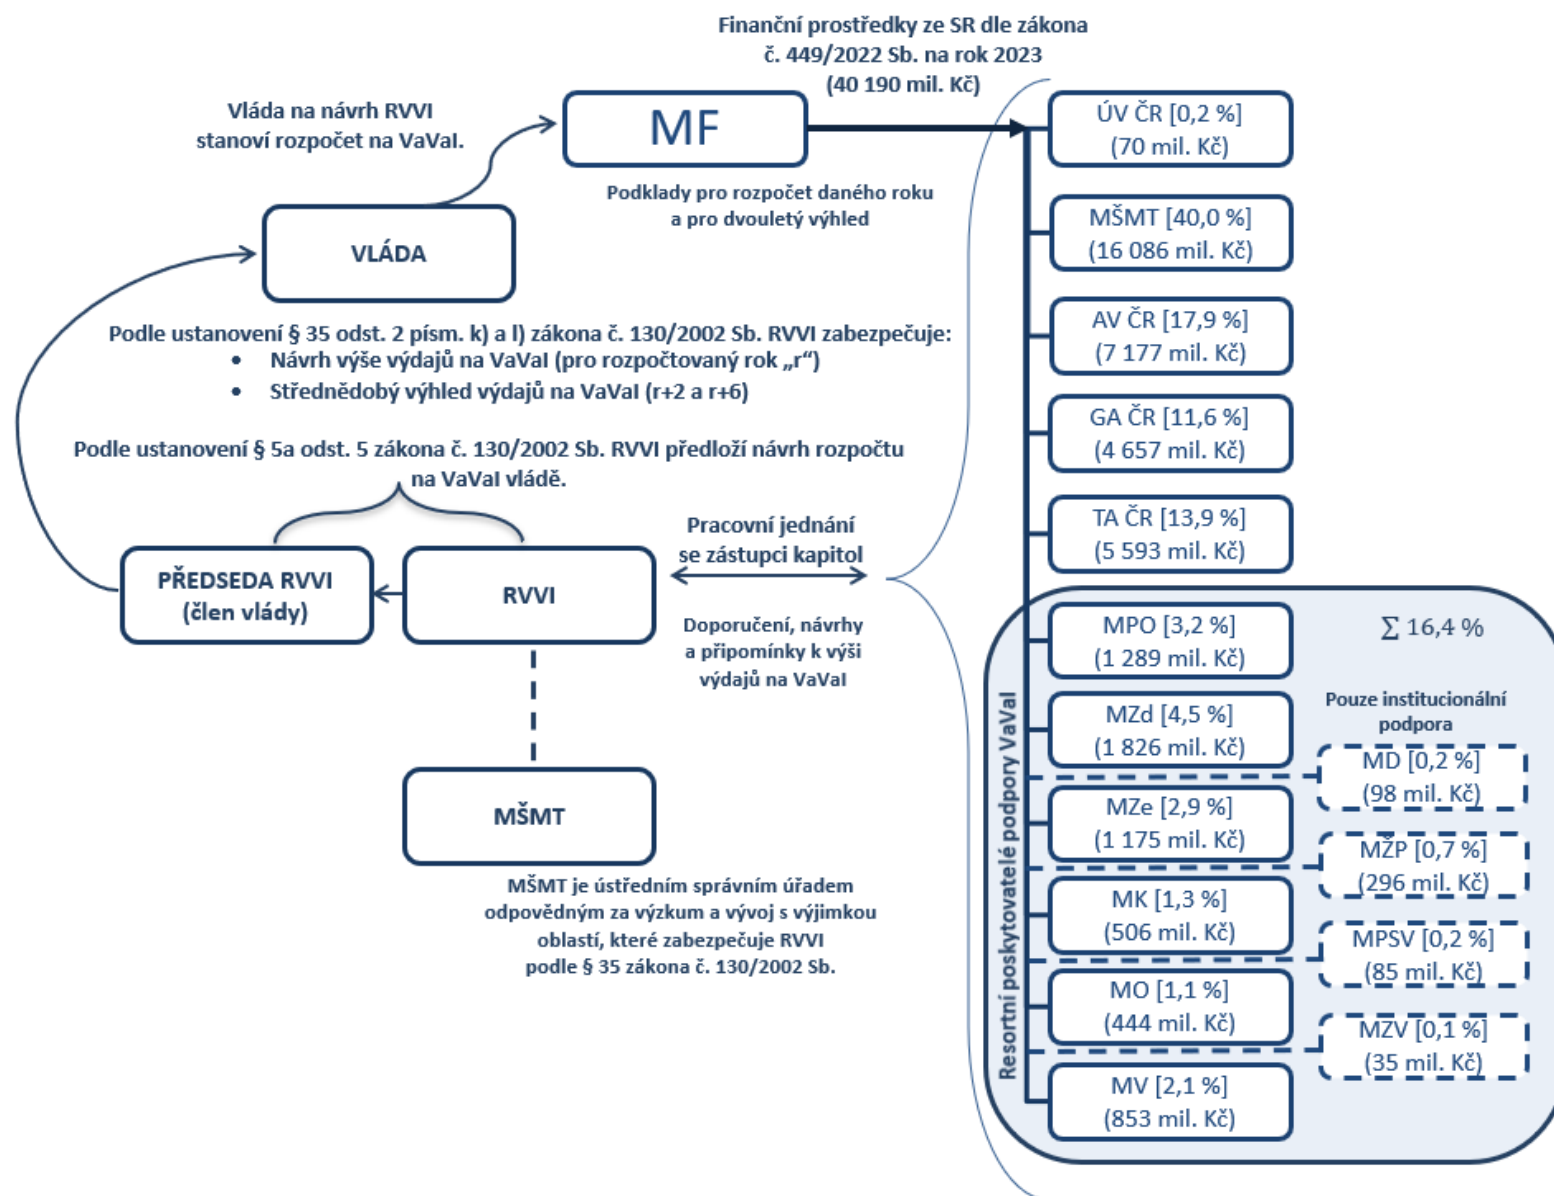 Finanční prostředky ze SR dle zákona
č. 449/2022 Sb. na rok 2023
(40 190 mil. Kč)
Vláda na návrh RVVI
stanoví rozpočet na VaVaI.
MF
Podklady pro rozpočet daného roku
a pro dvouletý výhled
VLÁDA
Podle ustanovení § 35 odst. 2 písm. k) a l) zákona č. 130/2002 Sb. RVVI zabezpečuje:
• Návrh výše výdajů na VaVaI (pro rozpočtovaný rok „r“)
• Střednědobý výhled výdajů na VaVaI (r+2 a r+6)
Podle ustanovení § 5a odst. 5 zákona č. 130/2002 Sb. RVVI předloží návrh rozpočtu
na VaVaI vládě.
PŘEDSEDA RVVI
(člen vlády)
RVVI
Pracovní jednání
se zástupci kapitol
Doporučení, návrhy
a připomínky k výši
výdajů na VaVaI
MŠMT
MŠMT je ústředním správním úřadem
odpovědným za výzkum a vývoj s výjimkou
oblastí, které zabezpečuje RVVI
podle § 35 zákona č. 130/2002 Sb.
ÚV ČR [0,2 %]
(70 mil. Kč)
MŠMT [40,0 %]
(16 086 mil. Kč)
AV ČR [17,9 %]
(7 177 mil. Kč)
GA ČR [11,6 %]
(4 657 mil. Kč)
TA ČR [13,9 %]
(5 593 mil. Kč)
Resortní poskytovatelé podpory VaVaI
MPO [3,2 %]
(1 289 mil. Kč)
MZd [4,5 %]
(1 826 mil. Kč)
MZe [2,9 %]
(1 175 mil. Kč)
MK [1,3 %]
(506 mil. Kč)
MO [1,1 %]
(444 mil. Kč)
MV [2,1 %]
(853 mil. Kč)
∑ 16,4 %
Pouze institucionální
podpora
MD [0,2 %]
(98 mil. Kč)
MŽP [0,7 %]
(296 mil. Kč)
MPSV [0,2 %]
(85 mil. Kč)
MZV [0,1 %]
(35 mil. Kč)